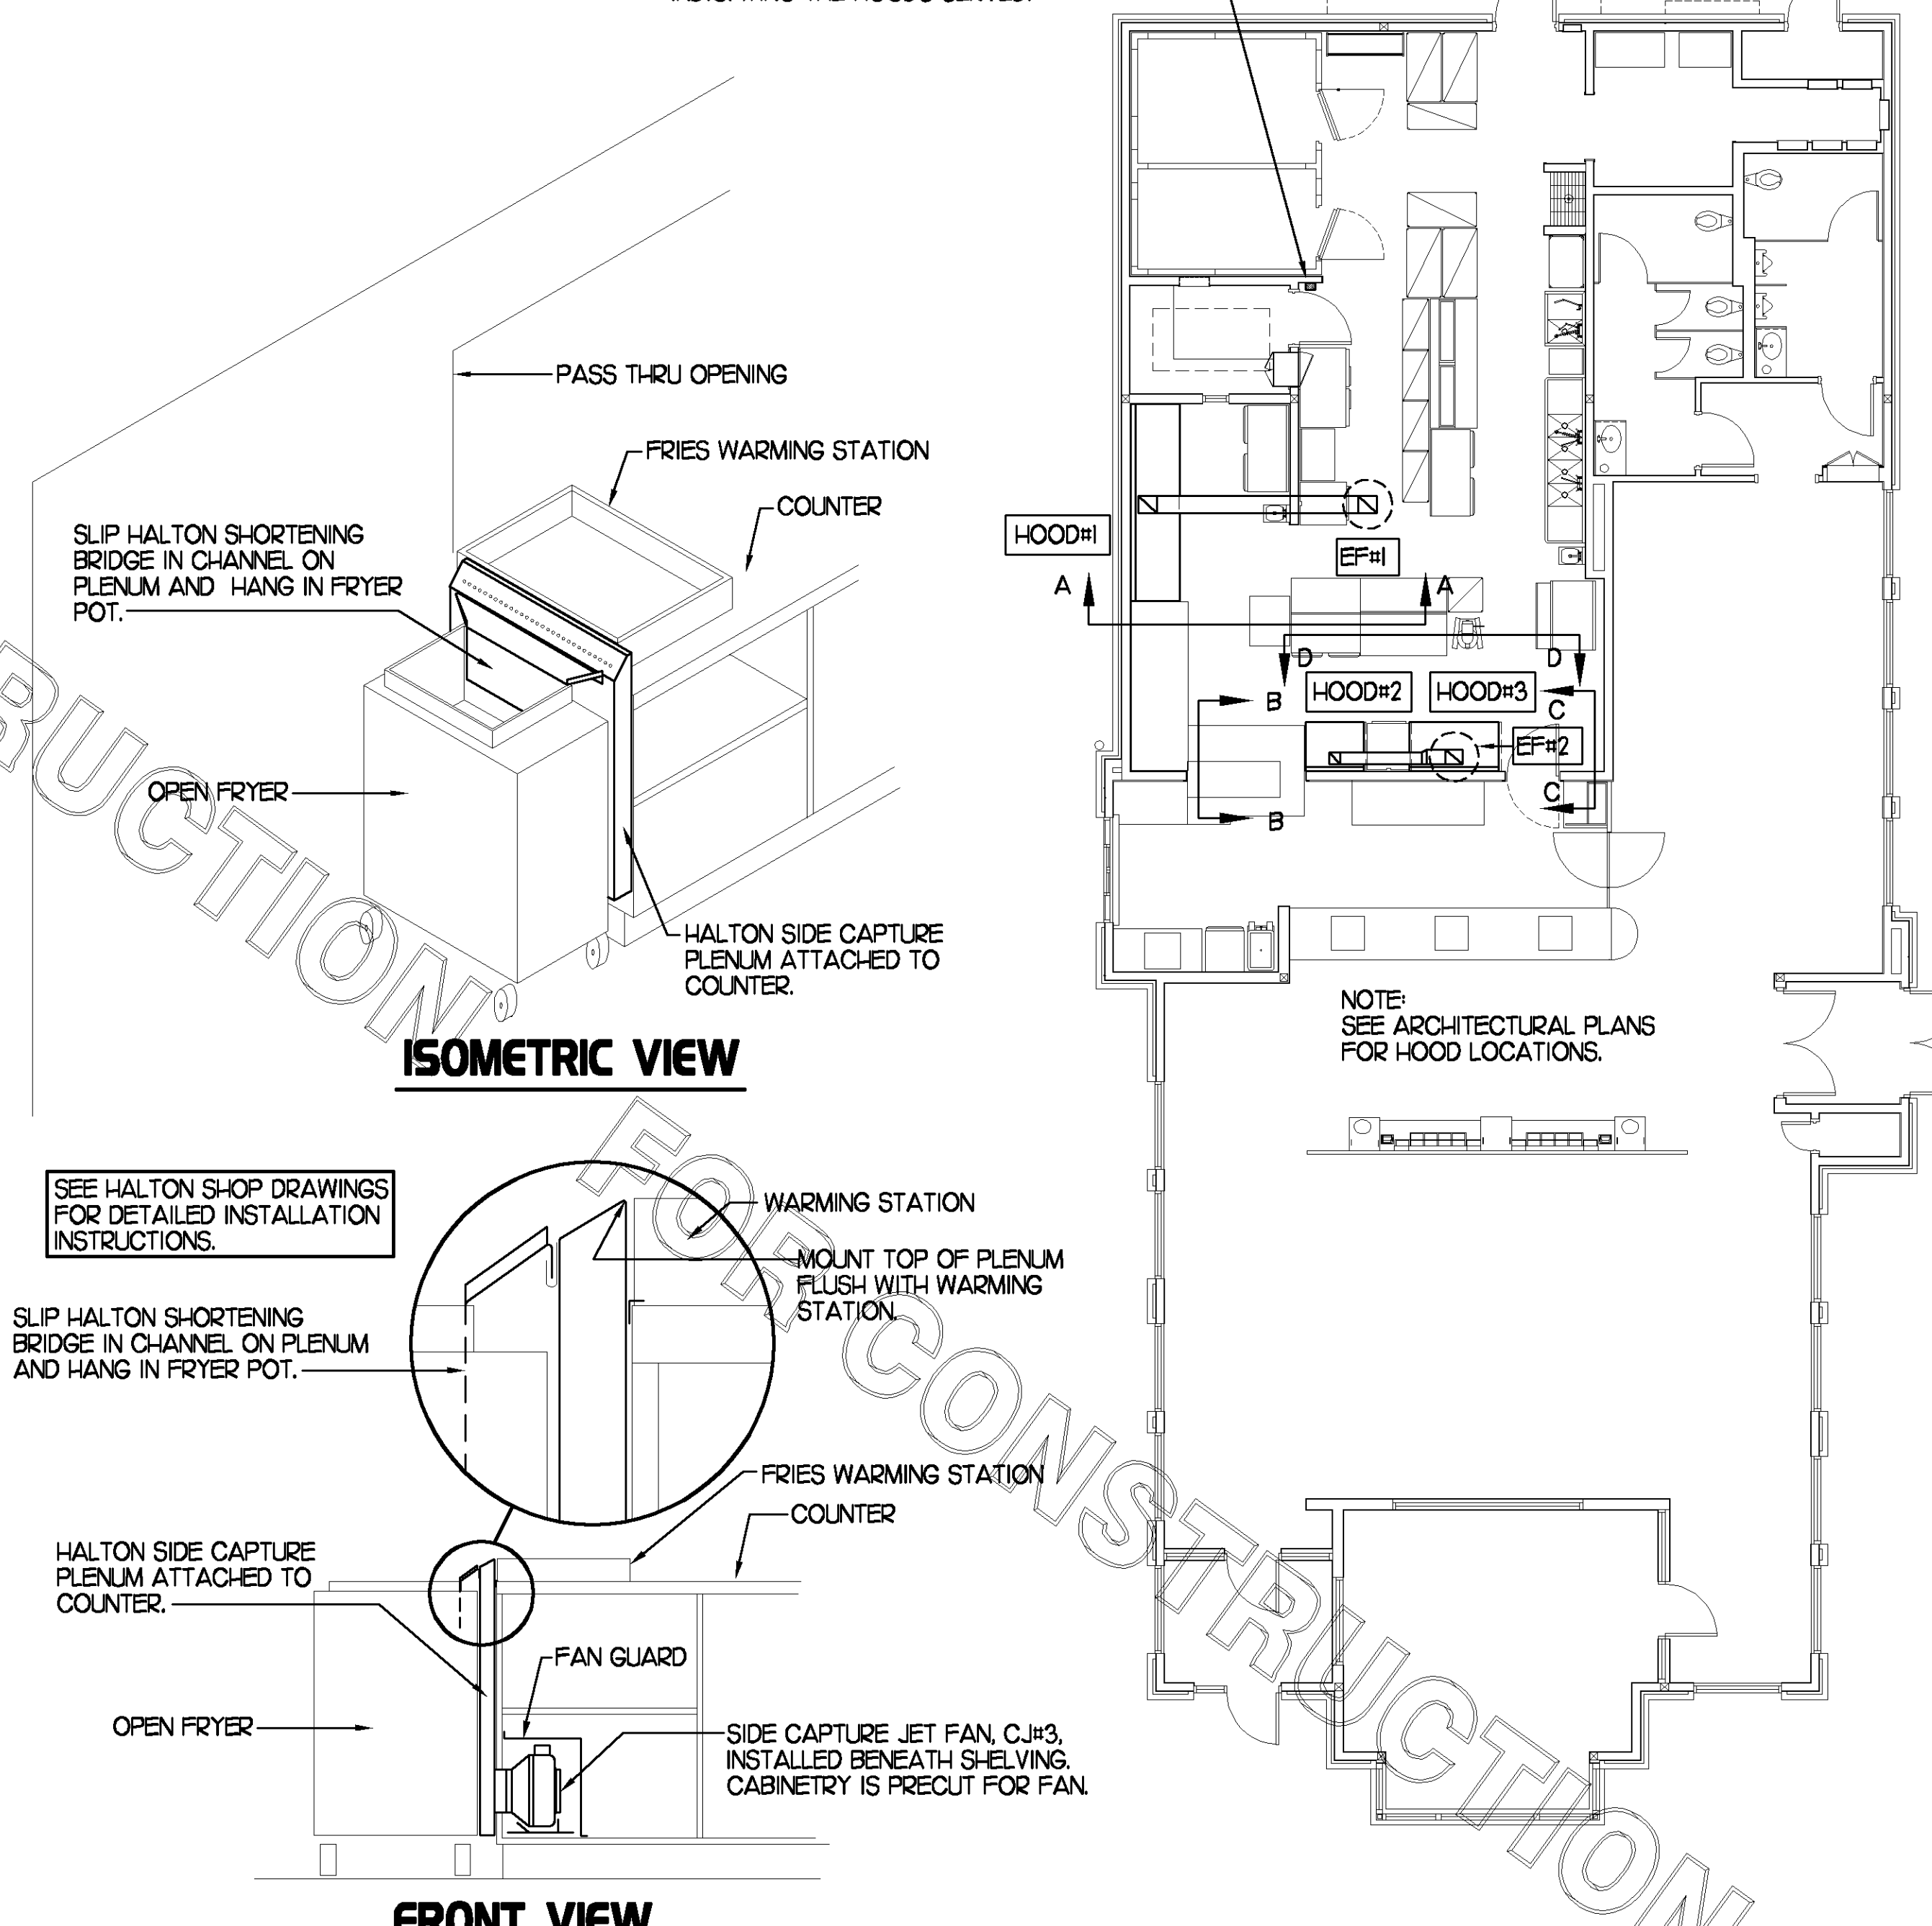 PASS THRU OPENING
FRIES WARMING STATION
COUNTER
SLIP HALTON SHORTENING
BRIDGE IN CHANNEL ON
PLENUM AND HANG IN FRYER
POT.
OPEN FRYER
HALTON SIDE CAPTURE
PLENUM ATTACHED TO
COUNTER.
ISOMETRIC VIEW
SEE HALTON SHOP DRAWINGS
FOR DETAILED INSTALLATION
INSTRUCTIONS.
WARMING STATION
MOUNT TOP OF PLENUM
FLUSH WITH WARMING
STATION.
SLIP HALTON SHORTENING
BRIDGE IN CHANNEL ON PLENUM
AND HANG IN FRYER POT.
FRIES WARMING STATION
COUNTER
HALTON SIDE CAPTURE
PLENUM ATTACHED TO
COUNTER.
FAN GUARD
OPEN FRYER
SIDE CAPTURE JET FAN, CJ#3,
INSTALLED BENEATH SHELVING.
CABINETRY IS PRECUT FOR FAN.
FRONT VIEW
HOOD#1
EF#1
A
A
D
D
HOOD#2
HOOD#3
B
C
EF#2
C
B
NOTE:
SEE ARCHITECTURAL PLANS
FOR HOOD LOCATIONS.
RUCTION
FOR CONSTRUCTION